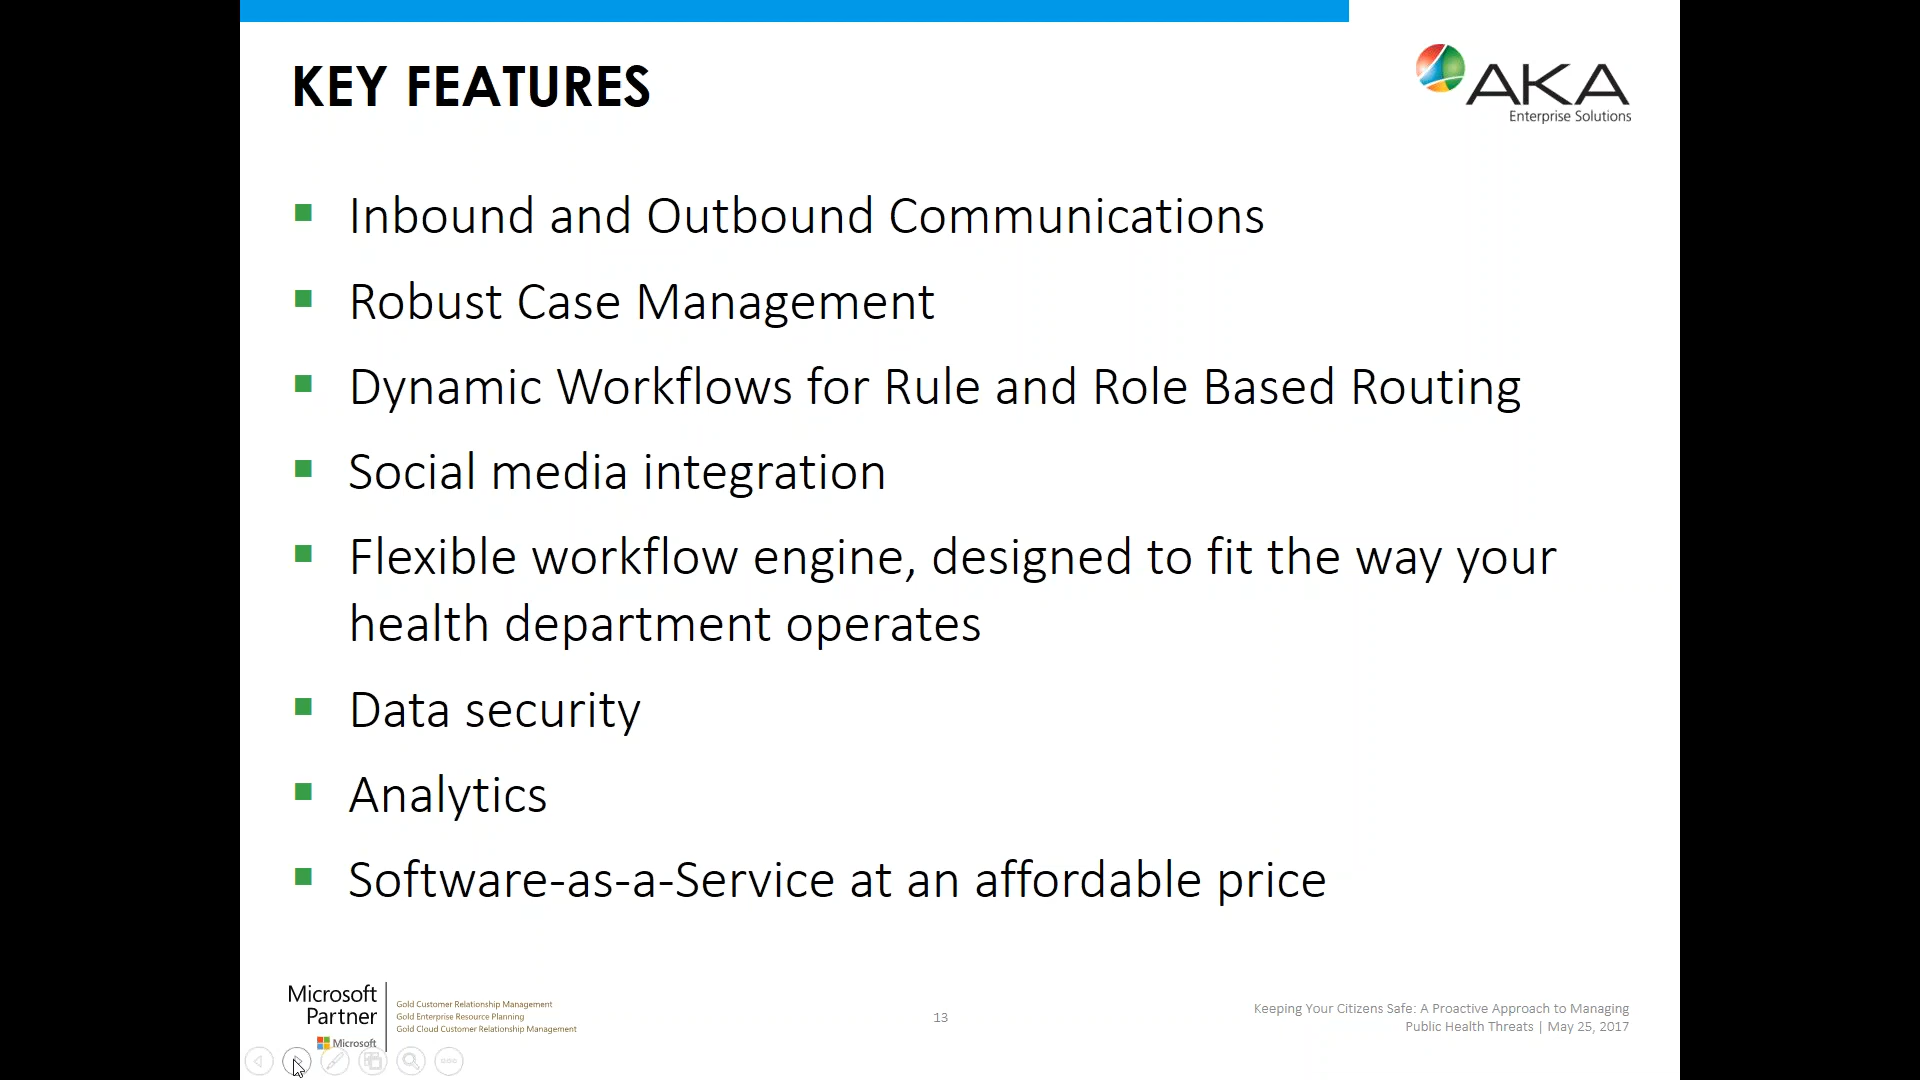 KEY FEATURES
AKA
Enterprise Solutions
Inbound and Outbound Communications
Robust Case Management
Dynamic Workflows for Rule and Role Based Routing
Social media integration
Flexible workflow engine, designed to fit the way your
health department operates
Data security
Analytics
Software-as-a-Service at an affordable price
Microsoft
Partner
Microsoft
Gold Customer Relationship Management
Gold Enterprise Resource Planning
Gold Cloud Customer Relationship Management
13
Keeping Your Citizens Safe: A Proactive Approach to Managing
Public Health Threats | May 25, 2017